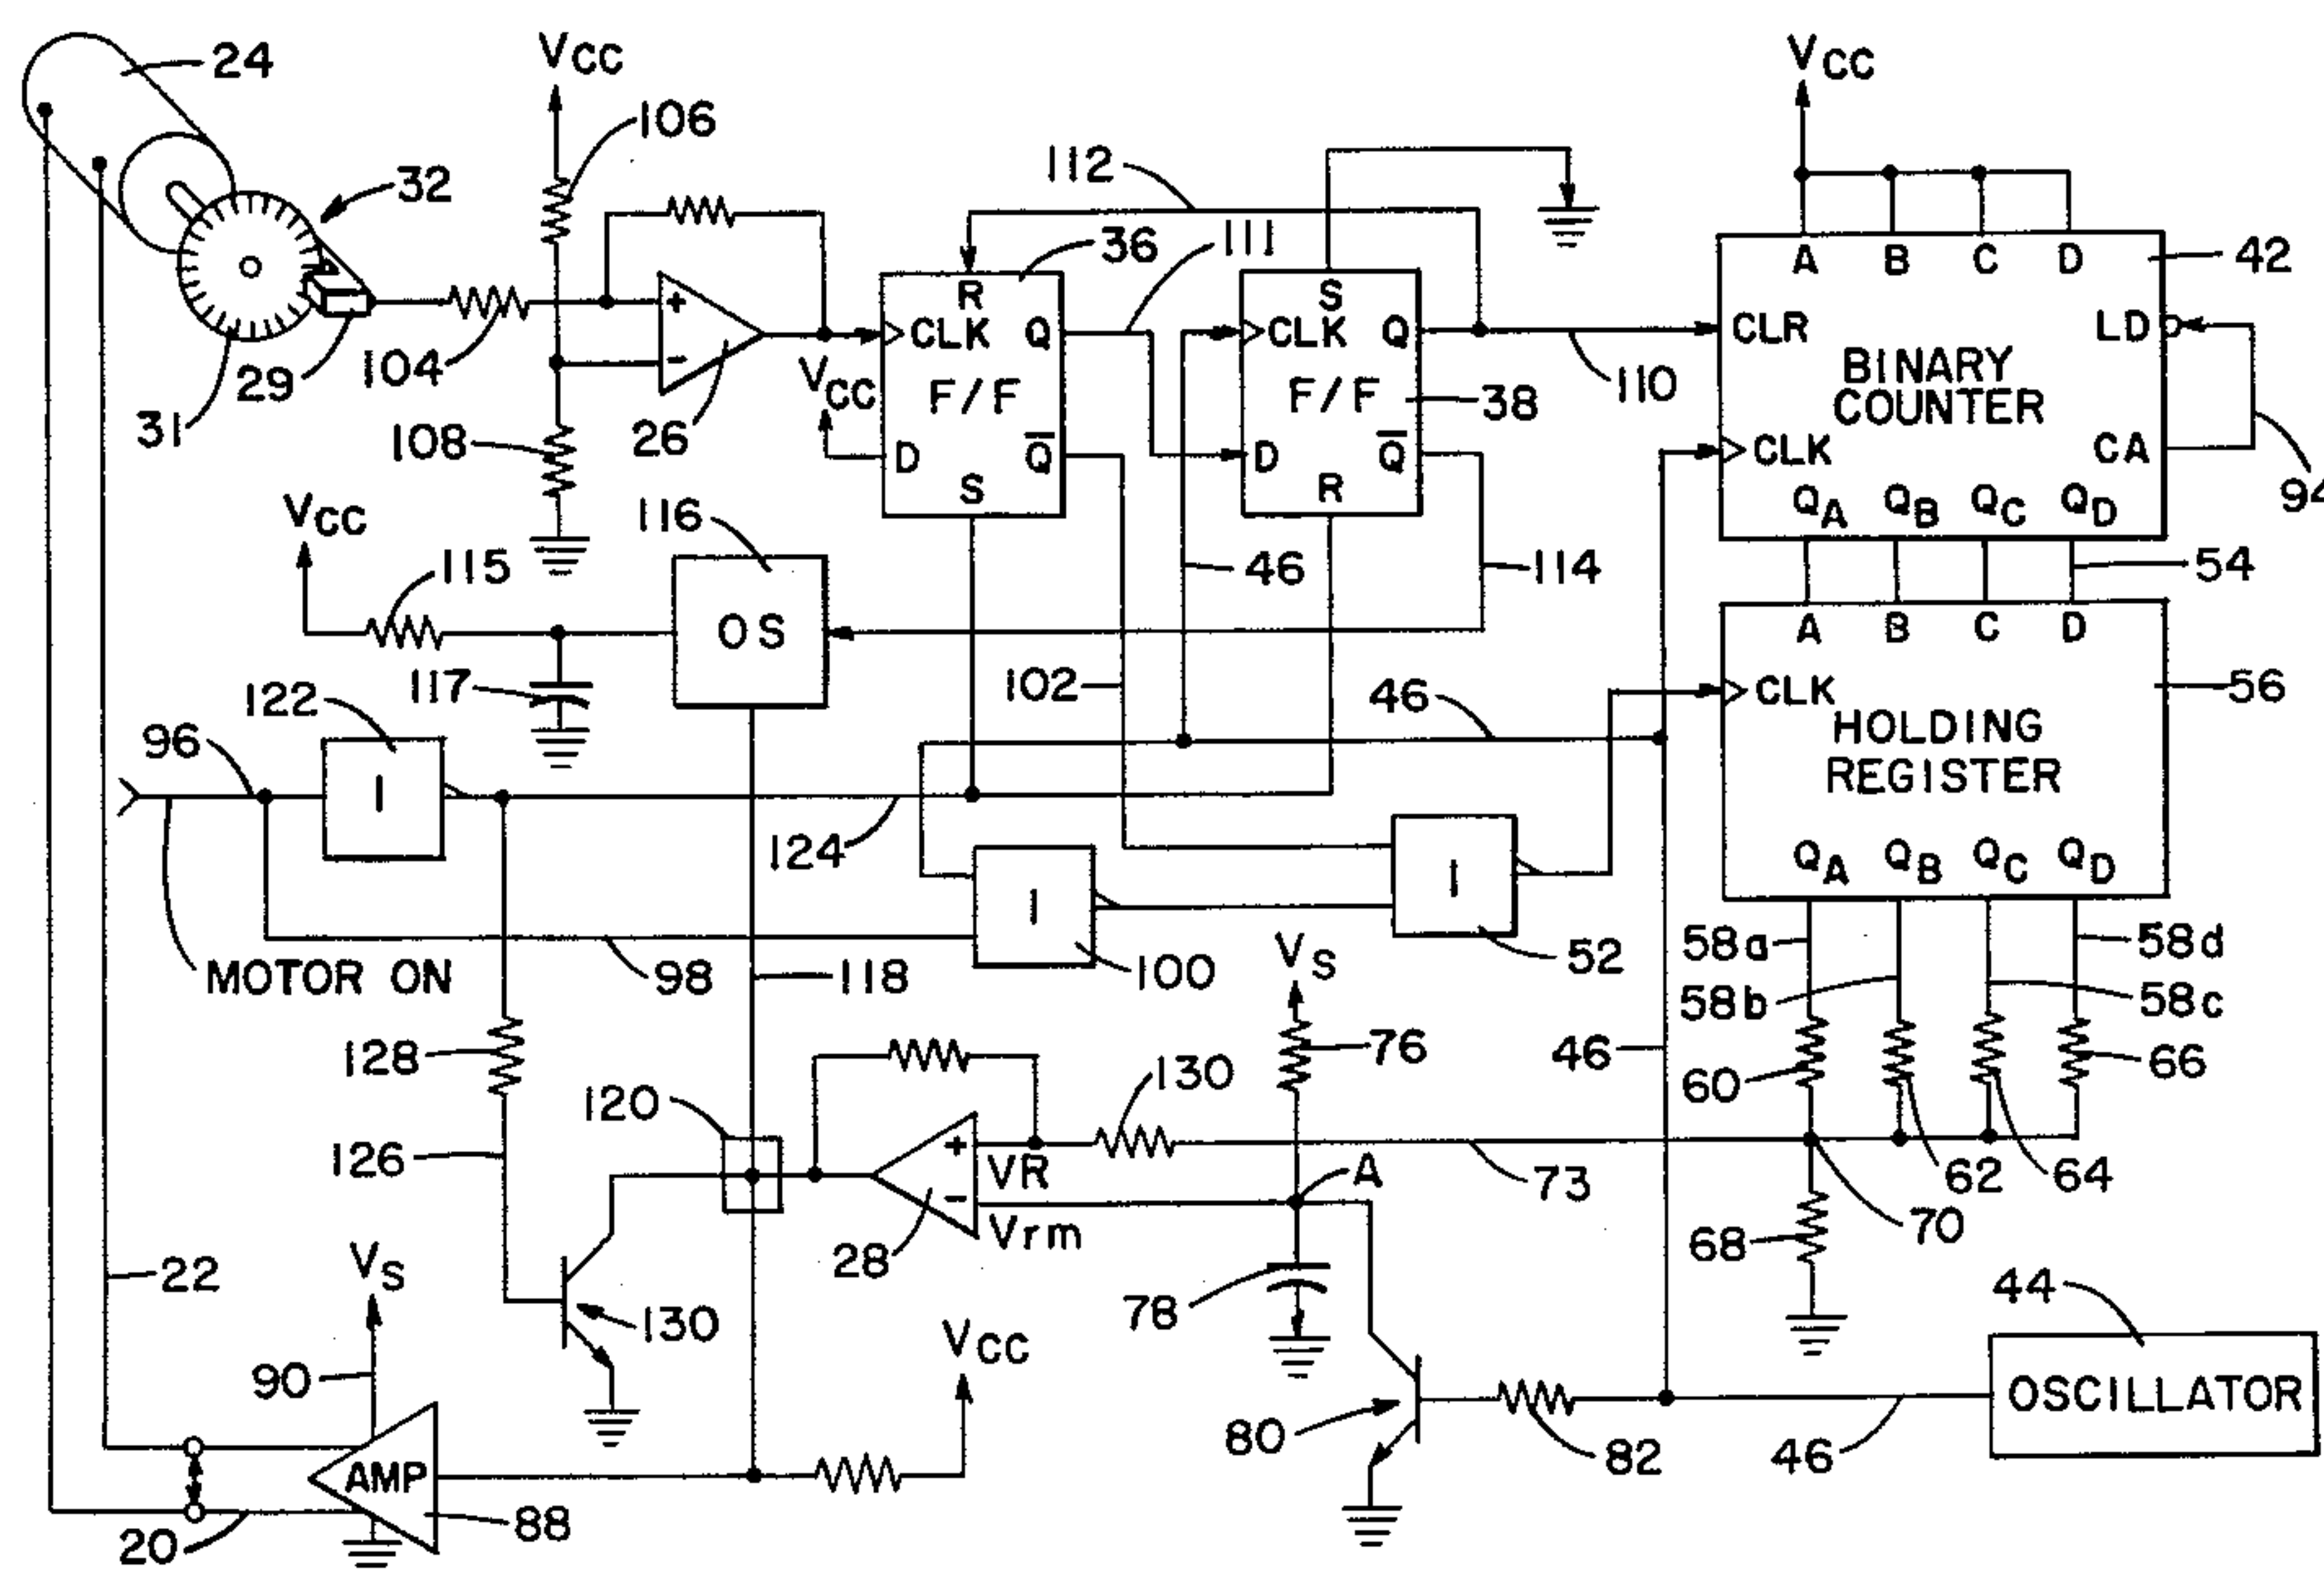 24
VCC
106
VCC
32
112
36
111
A B C D
42
R
CLK Q
F/F
D Q̅
S
S
CLK Q
F/F
D Q̅
R
CLR LD
BINARY
COUNTER
CLK CA
QA QB QC QD
+
-
VCC
31
29
104
26
108
38
110
94
VCC
116
115
46
114
54
OS
A B C D
117
102
46
CLK
56
HOLDING
REGISTER
QA QB QC QD
122
96
I
124
I
I
MOTOR ON
98
118
100
52
VS
58a
58d
58b
58c
128
76
46
60
66
120
130
126
+
VR
-
Vrm
A
73
62
64
70
28
68
22
VS
130
78
44
VCC
90
80
OSCILLATOR
AMP
82
46
20
88